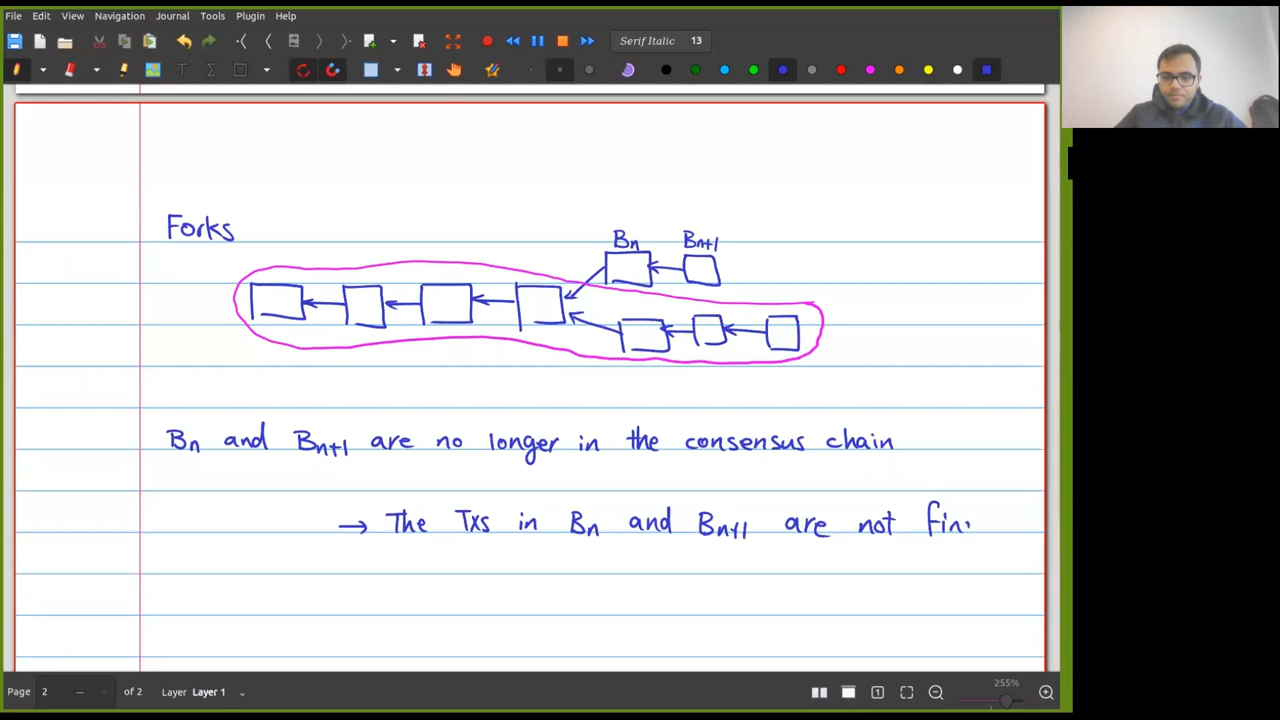 File Edit View Navigation Journal Tools Plugin Help
Serif Italic 13
Forks
Bn Bn+1
Bn and Bn+1 are no longer in the consensus chain
→ The Txs in Bn and Bn+1 are not fin
Page 2 of 2 Layer Layer 1
255%